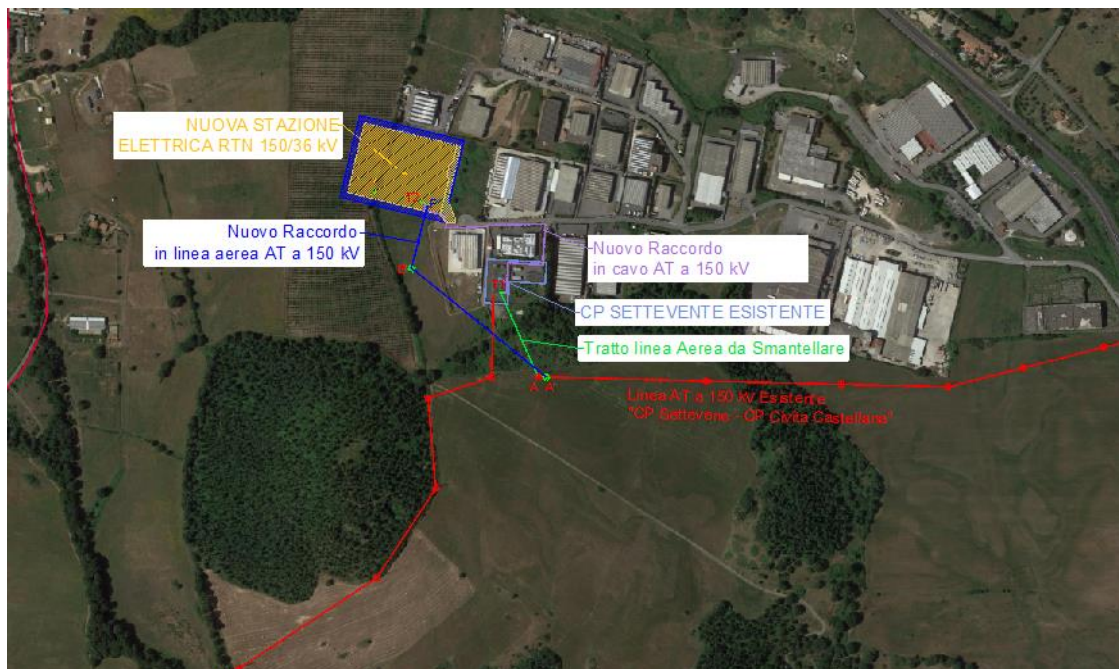 NUOVA STAZIONE
ELETTRICA RTN 150/36 kV
Nuovo Raccordo
in linea aerea AT a 150 kV
Nuovo Raccordo
in cavo AT a 150 kV
CP SETTEVENTE ESISTENTE
Tratto linea Aerea da Smantellare
A A'
Linea AT a 150 kV Esistente
"CP Settevene - CP Civita Castellana"